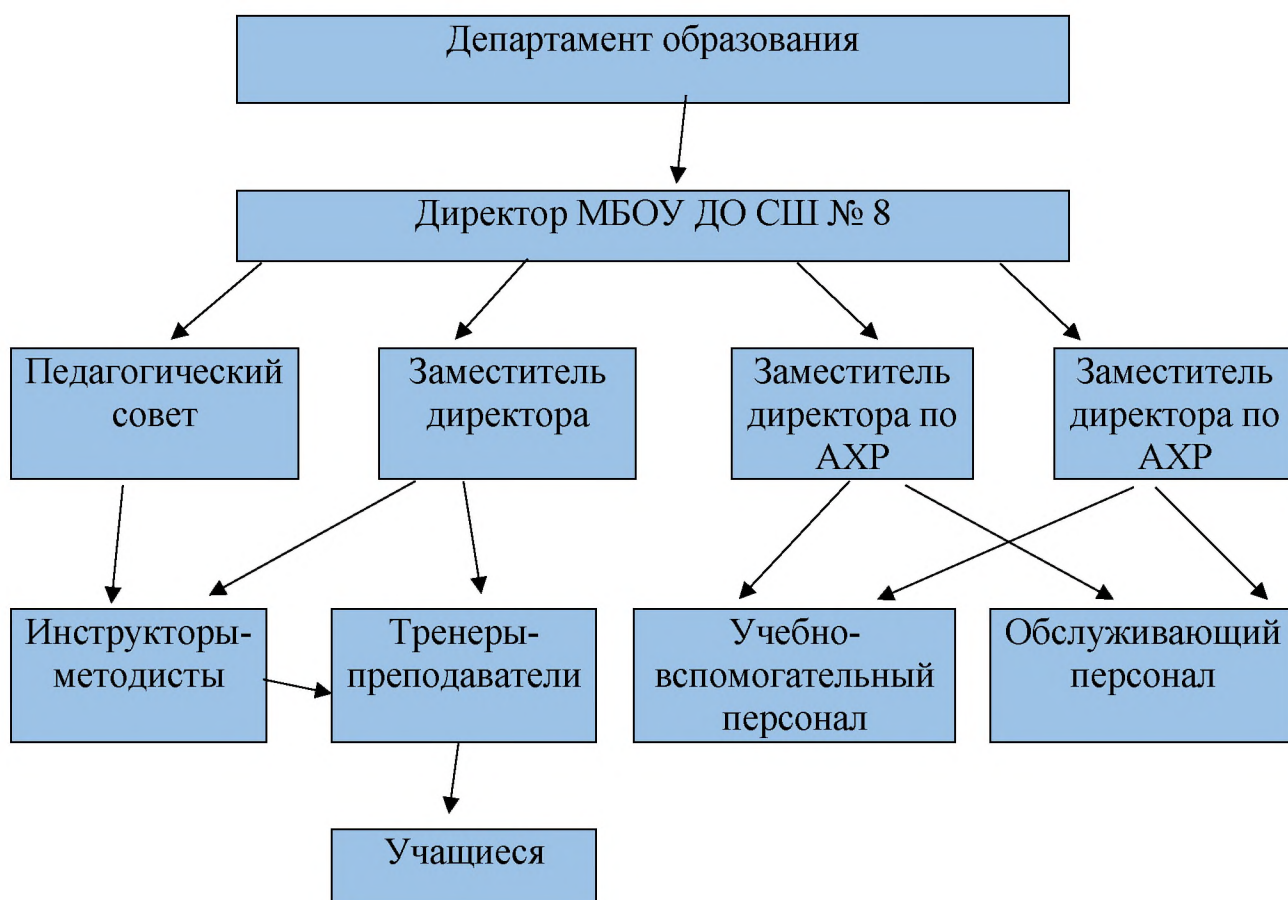 Департамент образования
Директор МБОУ ДО СШ № 8
Педагогический
совет
Заместитель
директора
Заместитель
директора по
АХР
Заместитель
директора по
АХР
Инструкторы-
методисты
Тренеры-
преподаватели
Учебно-
вспомогательный
персонал
Обслуживающий
персонал
Учащиеся